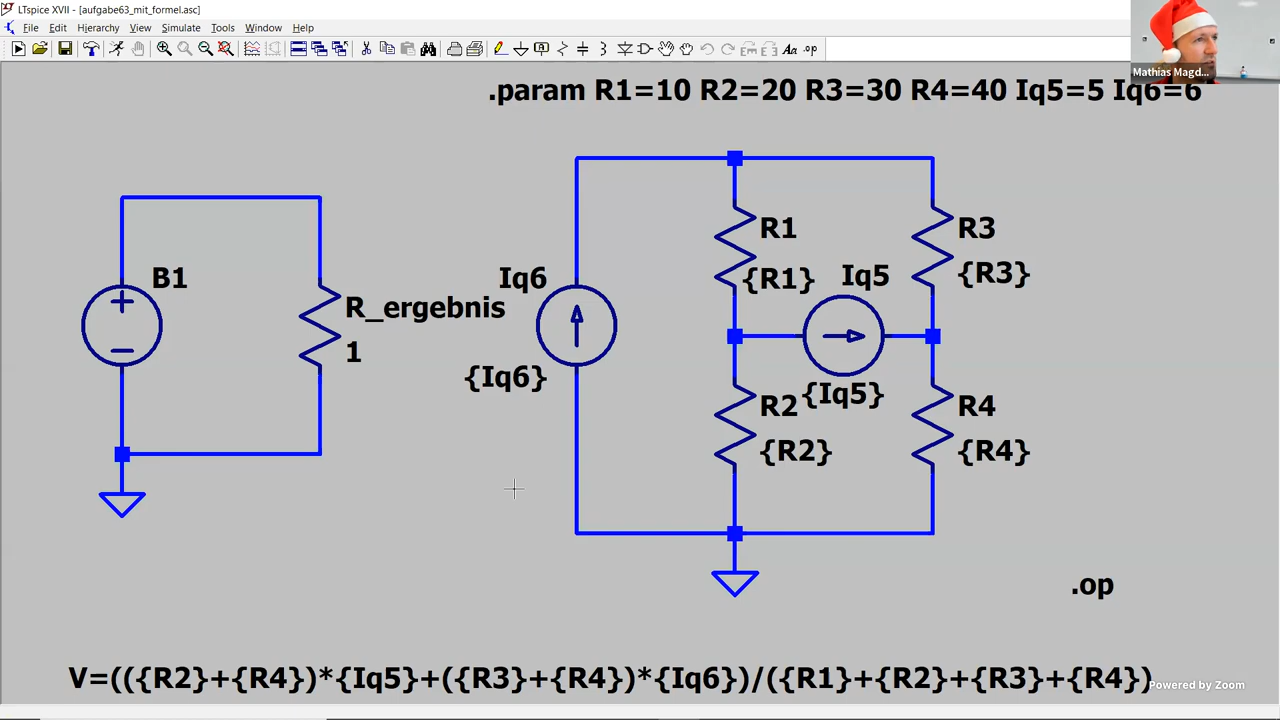 LTspice XVII - [aufgabe63_mit_formel.asc]
File Edit Hierarchy View Simulate Tools Window Help
Aa .op
Mathias Magd...
.param R1=10 R2=20 R3=30 R4=40 Iq5=5 Iq6=6
R1
R3
B1
Iq6
{R1}
Iq5
{R3}
R_ergebnis
1
{Iq6}
R2
{Iq5}
R4
{R2}
{R4}
.op
V=(({R2}+{R4})*{Iq5}+({R3}+{R4})*{Iq6})/({R1}+{R2}+{R3}+{R4})
Powered by Zoom